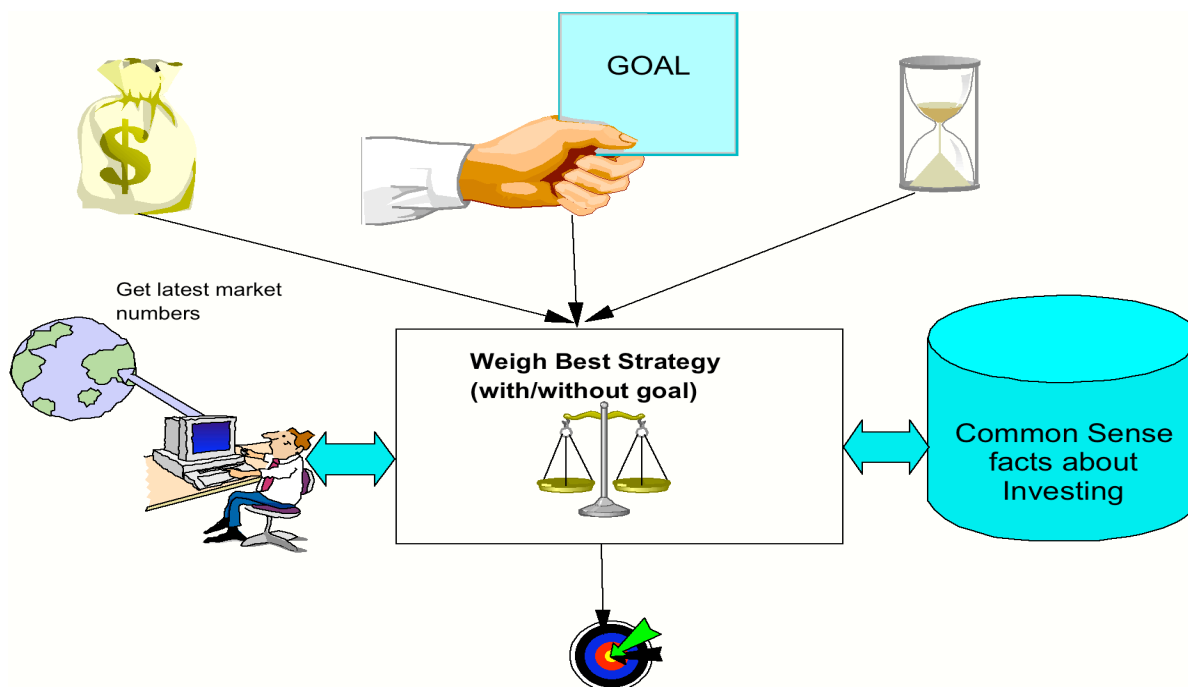 GOAL
$
Get latest market
numbers
Weigh Best Strategy
(with/without goal)
Common Sense
facts about
Investing